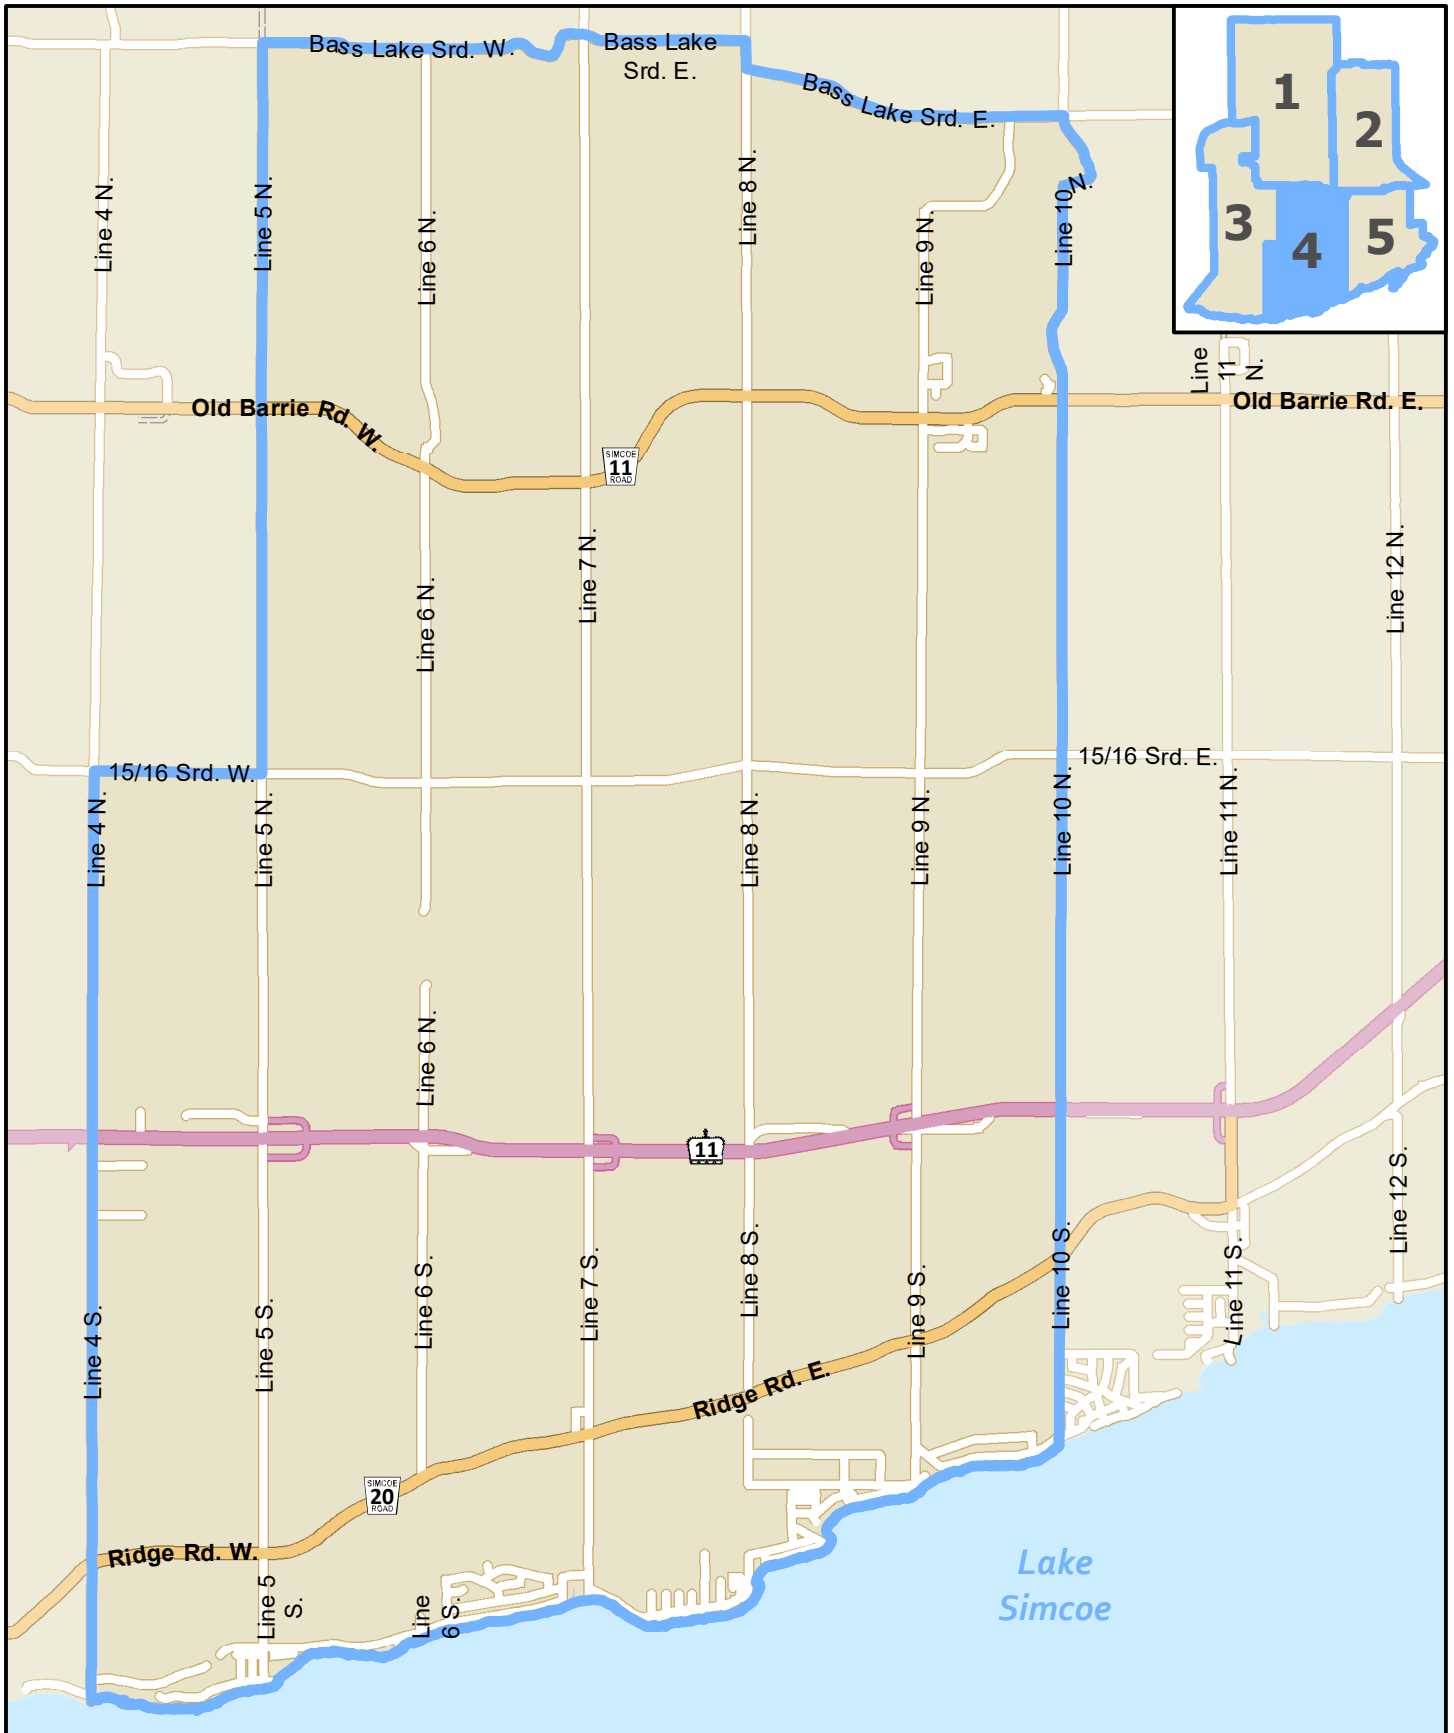 Bass Lake Srd. W.
Bass Lake
Srd. E.
Bass Lake Srd. E.
1
2
3
4
5
Line 4 N.
Line 5 N.
Line 6 N.
Line 8 N.
Line 9 N.
Line 10 N.
Line
11
N.
Old Barrie Rd. W.
SIMCOE
11
ROAD
Old Barrie Rd. E.
Line 6 N.
Line 7 N.
Line 12 N.
15/16 Srd. W.
15/16 Srd. E.
Line 4 N.
Line 5 N.
Line 8 N.
Line 9 N.
Line 10 N.
Line 11 N.
Line 6 N.
11
Line 4 S.
Line 5 S.
Line 6 S.
Line 7 S.
Line 8 S.
Line 9 S.
Line 10 S.
Line 11 S.
Line 12 S.
Ridge Rd. E.
SIMCOE
20
ROAD
Ridge Rd. W.
Line 5
S.
Line
6 S.
Lake
Simcoe